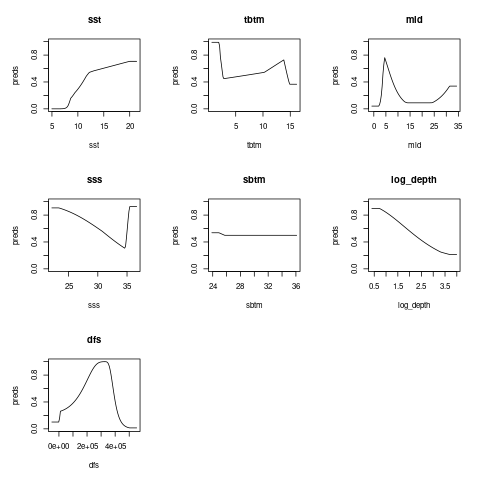 sst
preds
0.0 0.4 0.8
5 10 15 20
sst
tbtm
preds
0.0 0.4 0.8
5 10 15
tbtm
mld
preds
0.0 0.4 0.8
0 5 15 25 35
mld
sss
preds
0.0 0.4 0.8
25 30 35
sss
sbtm
preds
0.0 0.4 0.8
24 28 32 36
sbtm
log_depth
preds
0.0 0.4 0.8
0.5 1.5 2.5 3.5
log_depth
dfs
preds
0.0 0.4 0.8
0e+00 2e+05 4e+05
dfs